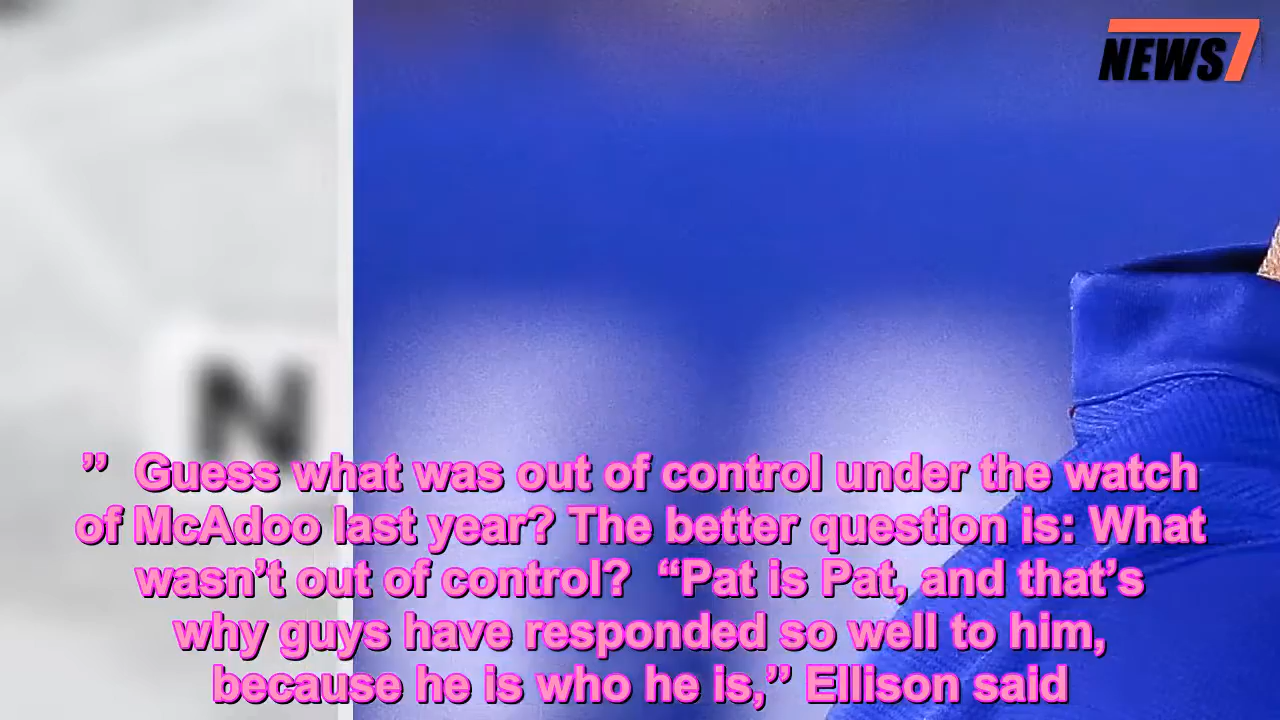 NEWS7
N
”  Guess what was out of control under the watch
of McAdoo last year? The better question is: What
wasn’t out of control?  “Pat is Pat, and that’s
why guys have responded so well to him,
because he is who he is,” Ellison said